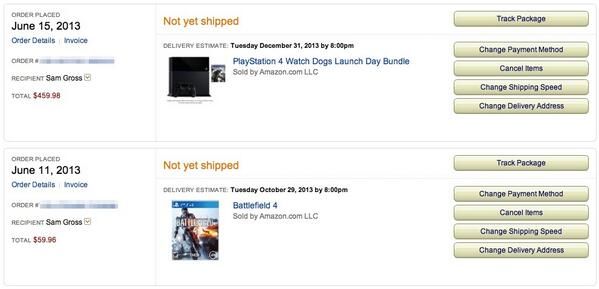 ORDER PLACED
June 15, 2013
Order Details Invoice
ORDER #
RECIPIENT Sam Gross
TOTAL $459.98
Not yet shipped
DELIVERY ESTIMATE: Tuesday December 31, 2013 by 8:00pm
PlayStation 4 Watch Dogs Launch Day Bundle
Sold by Amazon.com LLC
Track Package
Change Payment Method
Cancel Items
Change Shipping Speed
Change Delivery Address
ORDER PLACED
June 11, 2013
Order Details Invoice
ORDER #
RECIPIENT Sam Gross
TOTAL $59.96
Not yet shipped
DELIVERY ESTIMATE: Tuesday October 29, 2013 by 8:00pm
PS4
BATTLEFIELD 4
Battlefield 4
Sold by Amazon.com LLC
Track Package
Change Payment Method
Cancel Items
Change Shipping Speed
Change Delivery Address